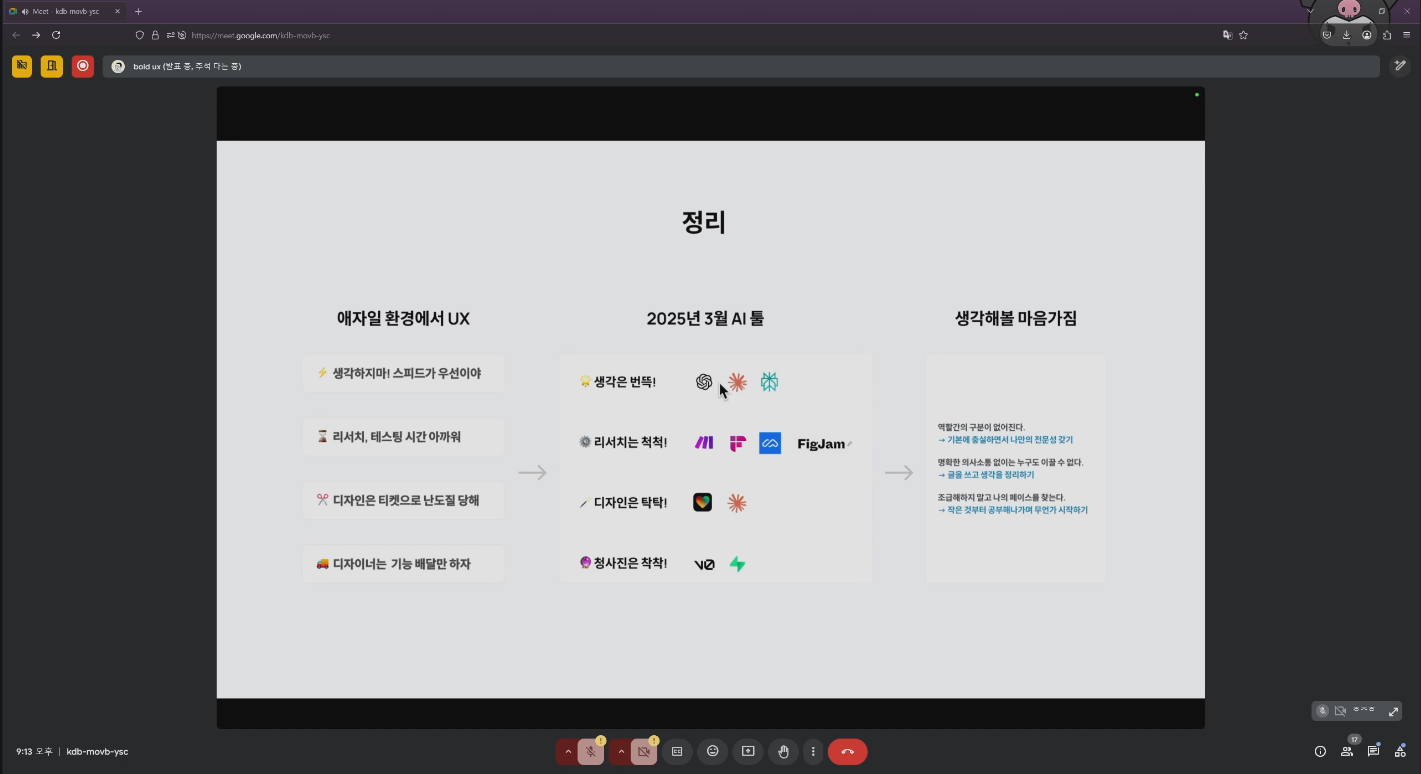 Meet - kdb-movb-ysc
https://meet.google.com/kdb-movb-ysc
bold ux (발표 중, 주석 다는 중)
정리
애자일 환경에서 UX
⚡ 생각하지마! 스피드가 우선이야
⏳ 리서치, 테스팅 시간 아까워
✂️ 디자인은 티켓으로 난도질 당해
🚚 디자이너는 기능 배달만 하자
2025년 3월 AI 툴
생각은 번뜩!
리서치는 척척!
FigJam
디자인은 탁탁!
청사진은 착착!
v0
생각해볼 마음가짐
역할간의 구분이 없어진다.
→ 기본에 충실하면서 나만의 전문성 갖기
명확한 의사소통 없이는 누구도 이끌 수 없다.
→ 글을 쓰고 생각을 정리하기
조급해하지 말고 나의 페이스를 찾는다.
→ 작은 것부터 공부해나가며 무언가 시작하기
9:13 오후 | kdb-movb-ysc
17